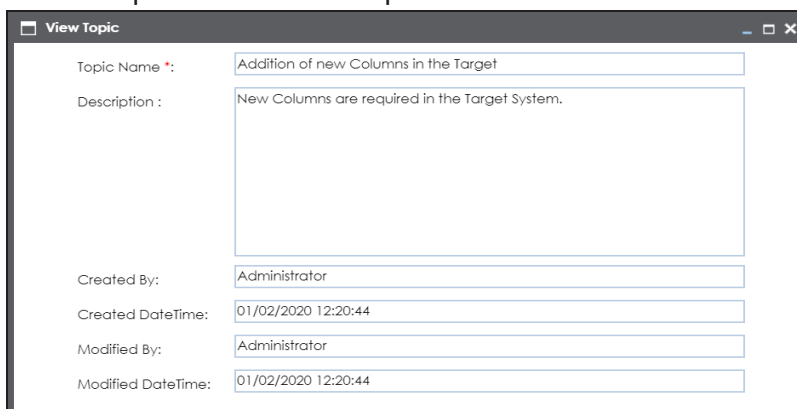 View Topic
Topic Name *: Addition of new Columns in the Target
Description : New Columns are required in the Target System.
Created By: Administrator
Created DateTime: 01/02/2020 12:20:44
Modified By: Administrator
Modified DateTime: 01/02/2020 12:20:44